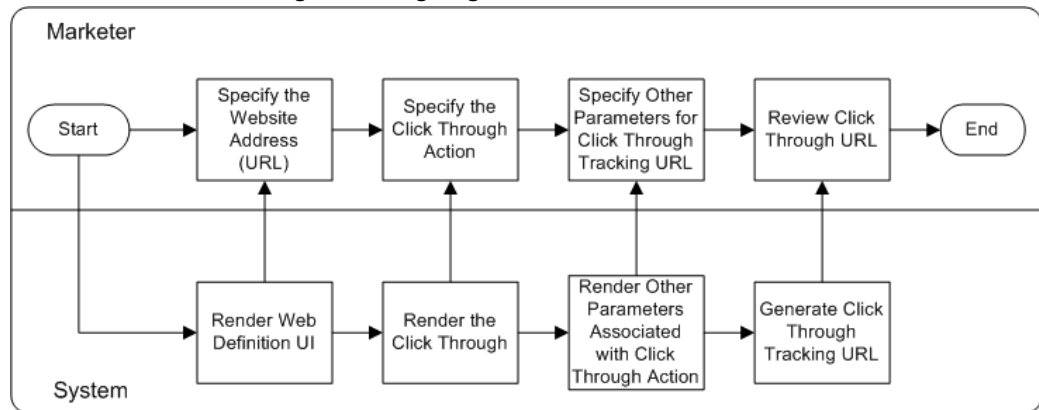 Marketer
Start
Specify the
Website
Address
(URL)
Specify the
Click Through
Action
Specify Other
Parameters for
Click Through
Tracking URL
Review Click
Through URL
End
Render Web
Definition UI
Render the
Click Through
Render Other
Parameters
Associated
with Click
Through Action
Generate Click
Through
Tracking URL
System